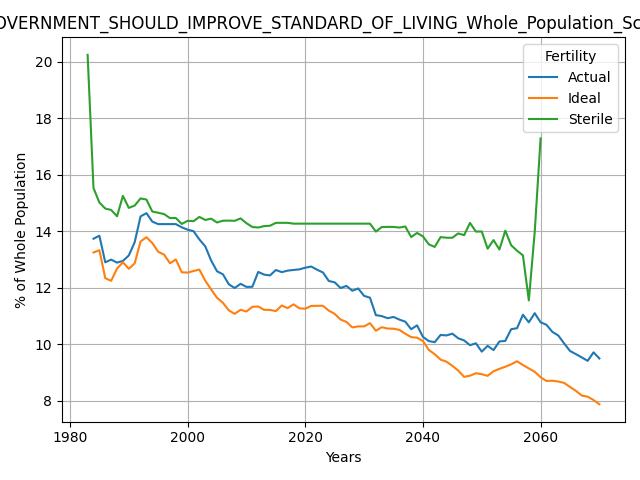 OVERNMENT_SHOULD_IMPROVE_STANDARD_OF_LIVING_Whole_Population_Sc
Fertility
Actual
Ideal
Sterile
% of Whole Population
20
18
16
14
12
10
8
1980 2000 2020 2040 2060
Years